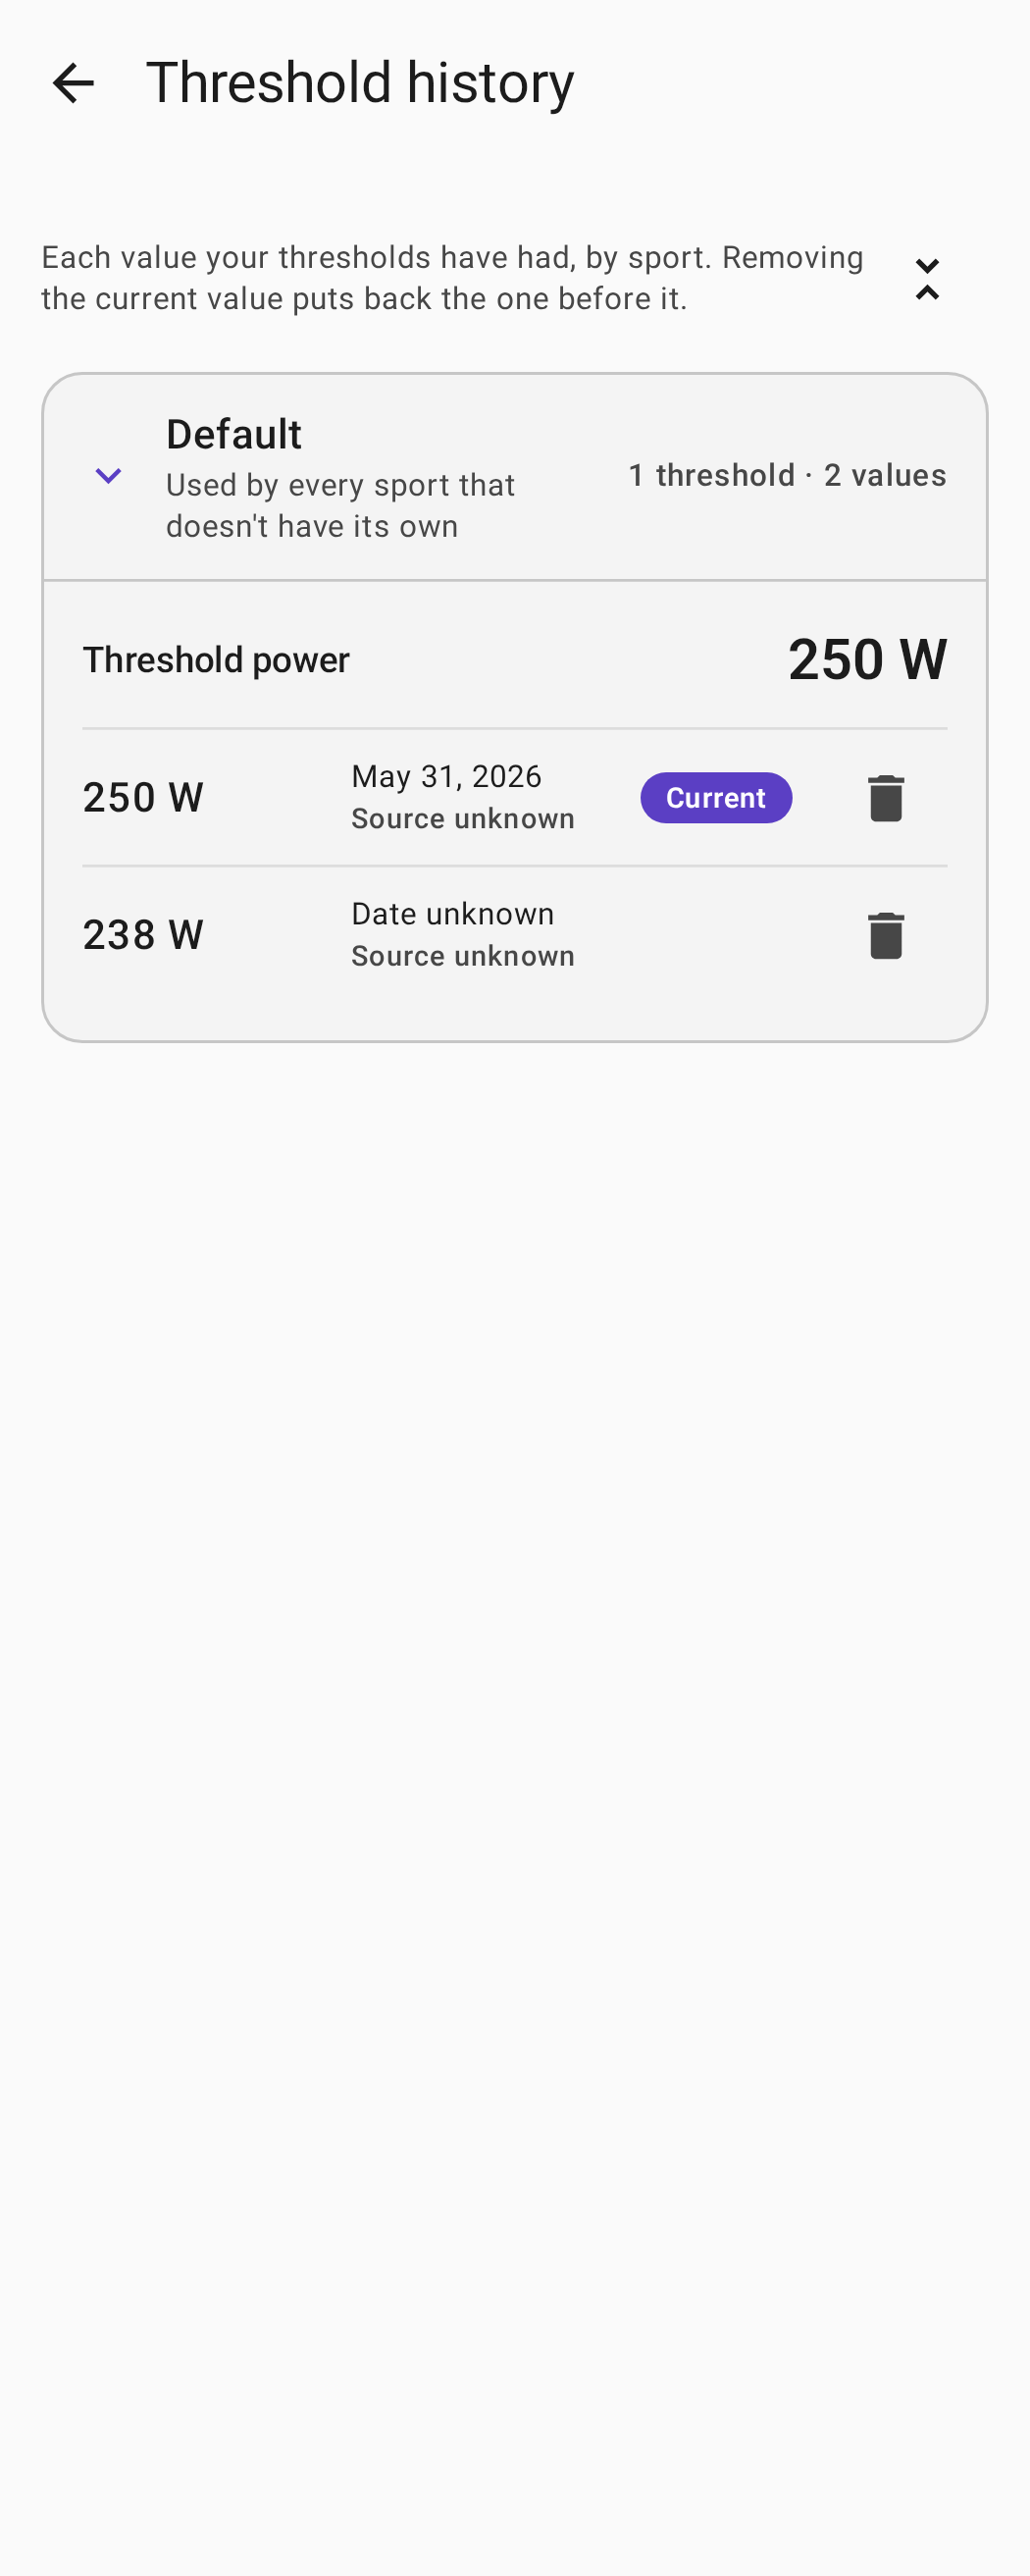 Threshold history
Each value your thresholds have had, by sport. Removing
the current value puts back the one before it.
Default
Used by every sport that
doesn't have its own
1 threshold · 2 values
Threshold power
250 W
250 W
May 31, 2026
Source unknown
Current
238 W
Date unknown
Source unknown